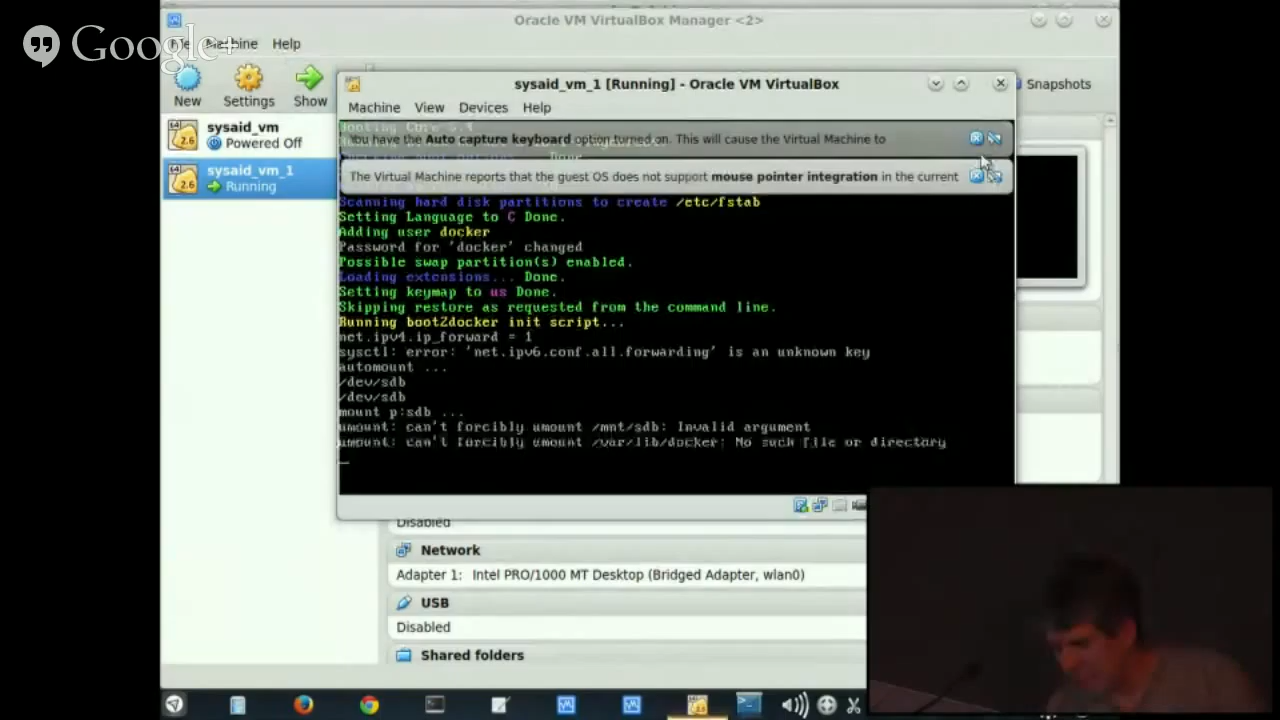 Google+
Oracle VM VirtualBox Manager <2>
File Machine Help
New Settings Show Snapshots
sysaid_vm
Powered Off
sysaid_vm_1
Running
sysaid_vm_1 [Running] - Oracle VM VirtualBox
Machine View Devices Help
Booting Core 5.4
You have the Auto capture keyboard option turned on. This will cause the Virtual Machine to
Done.
The Virtual Machine reports that the guest OS does not support mouse pointer integration in the current
Scanning hard disk partitions to create /etc/fstab
Setting Language to C Done.
Adding user docker
Password for 'docker' changed
Possible swap partition(s) enabled.
Loading extensions... Done.
Setting keymap to us Done.
Skipping restore as requested from the command line.
Running boot2docker init script...
net.ipv4.ip_forward = 1
sysctl: error: 'net.ipv6.conf.all.forwarding' is an unknown key
automount ...
/dev/sdb
/dev/sdb
mount p:sdb ...
umount: can't forcibly umount /mnt/sdb: Invalid argument
umount: can't forcibly umount /var/lib/docker: No such file or directory
Disabled
Network
Adapter 1: Intel PRO/1000 MT Desktop (Bridged Adapter, wlan0)
USB
Disabled
Shared folders